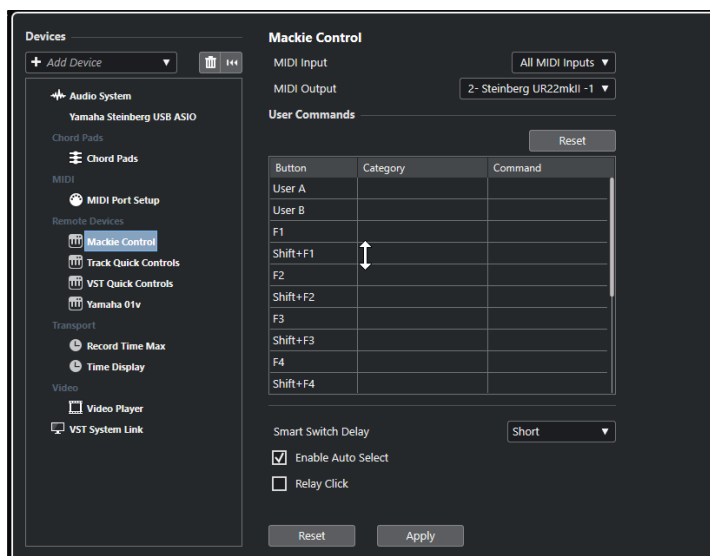 Devices
+ Add Device
Audio System
Yamaha Steinberg USB ASIO
Chord Pads
Chord Pads
MIDI
MIDI Port Setup
Remote Devices
Mackie Control
Track Quick Controls
VST Quick Controls
Yamaha 01v
Transport
Record Time Max
Time Display
Video
Video Player
VST System Link
Mackie Control
MIDI Input All MIDI Inputs
MIDI Output 2- Steinberg UR22mkII -1
User Commands
Reset
Button Category Command
User A
User B
F1
Shift+F1
F2
Shift+F2
F3
Shift+F3
F4
Shift+F4
Smart Switch Delay Short
Enable Auto Select
Relay Click
Reset Apply